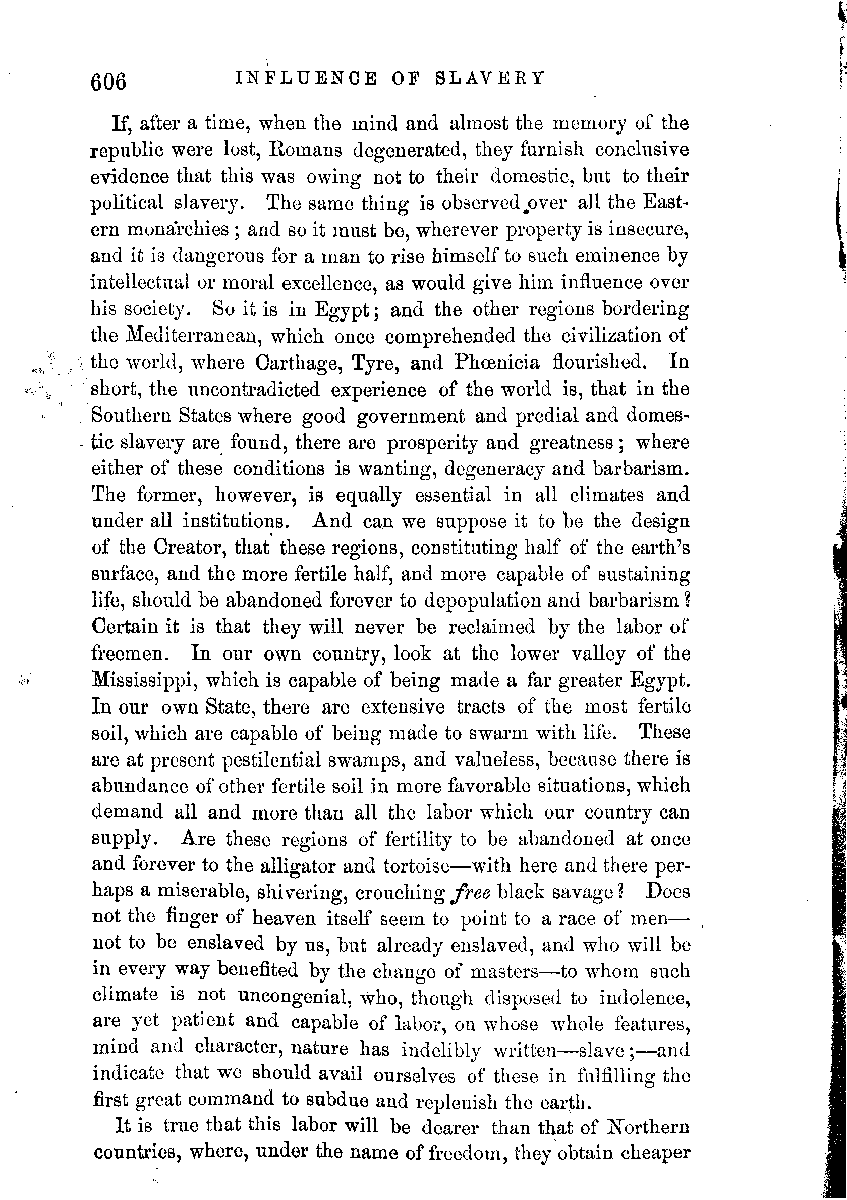 606 INFLUENCE OF SLAVERY
If, after a time, when the mind and almost the memory of the
republic were lost, Romans degenerated, they furnish conclusive
evidence that this was owing not to their domestic, but to their
political slavery. The same thing is observed over all the East-
ern monarchies; and so it must be, wherever property is insecure,
and it is dangerous for a man to rise himself to such eminence by
intellectual or moral excellence, as would give him influence over
his society. So it is in Egypt; and the other regions bordering
the Mediterranean, which once comprehended the civilization of
the world, where Carthage, Tyre, and Phœnicia flourished. In
short, the uncontradicted experience of the world is, that in the
Southern States where good government and predial and domes-
tic slavery are found, there are prosperity and greatness; where
either of these conditions is wanting, degeneracy and barbarism.
The former, however, is equally essential in all climates and
under all institutions. And can we suppose it to be the design
of the Creator, that these regions, constituting half of the earth's
surface, and the more fertile half, and more capable of sustaining
life, should be abandoned forever to depopulation and barbarism?
Certain it is that they will never be reclaimed by the labor of
freemen. In our own country, look at the lower valley of the
Mississippi, which is capable of being made a far greater Egypt.
In our own State, there are extensive tracts of the most fertile
soil, which are capable of being made to swarm with life. These
are at present pestilential swamps, and valueless, because there is
abundance of other fertile soil in more favorable situations, which
demand all and more than all the labor which our country can
supply. Are these regions of fertility to be abandoned at once
and forever to the alligator and tortoise—with here and there per-
haps a miserable, shivering, crouching free black savage? Does
not the finger of heaven itself seem to point to a race of men—
not to be enslaved by us, but already enslaved, and who will be
in every way benefited by the change of masters—to whom such
climate is not uncongenial, who, though disposed to indolence,
are yet patient and capable of labor, on whose whole features,
mind and character, nature has indelibly written—slave;—and
indicate that we should avail ourselves of these in fulfilling the
first great command to subdue and replenish the earth.
It is true that this labor will be dearer than that of Northern
countries, where, under the name of freedom, they obtain cheaper